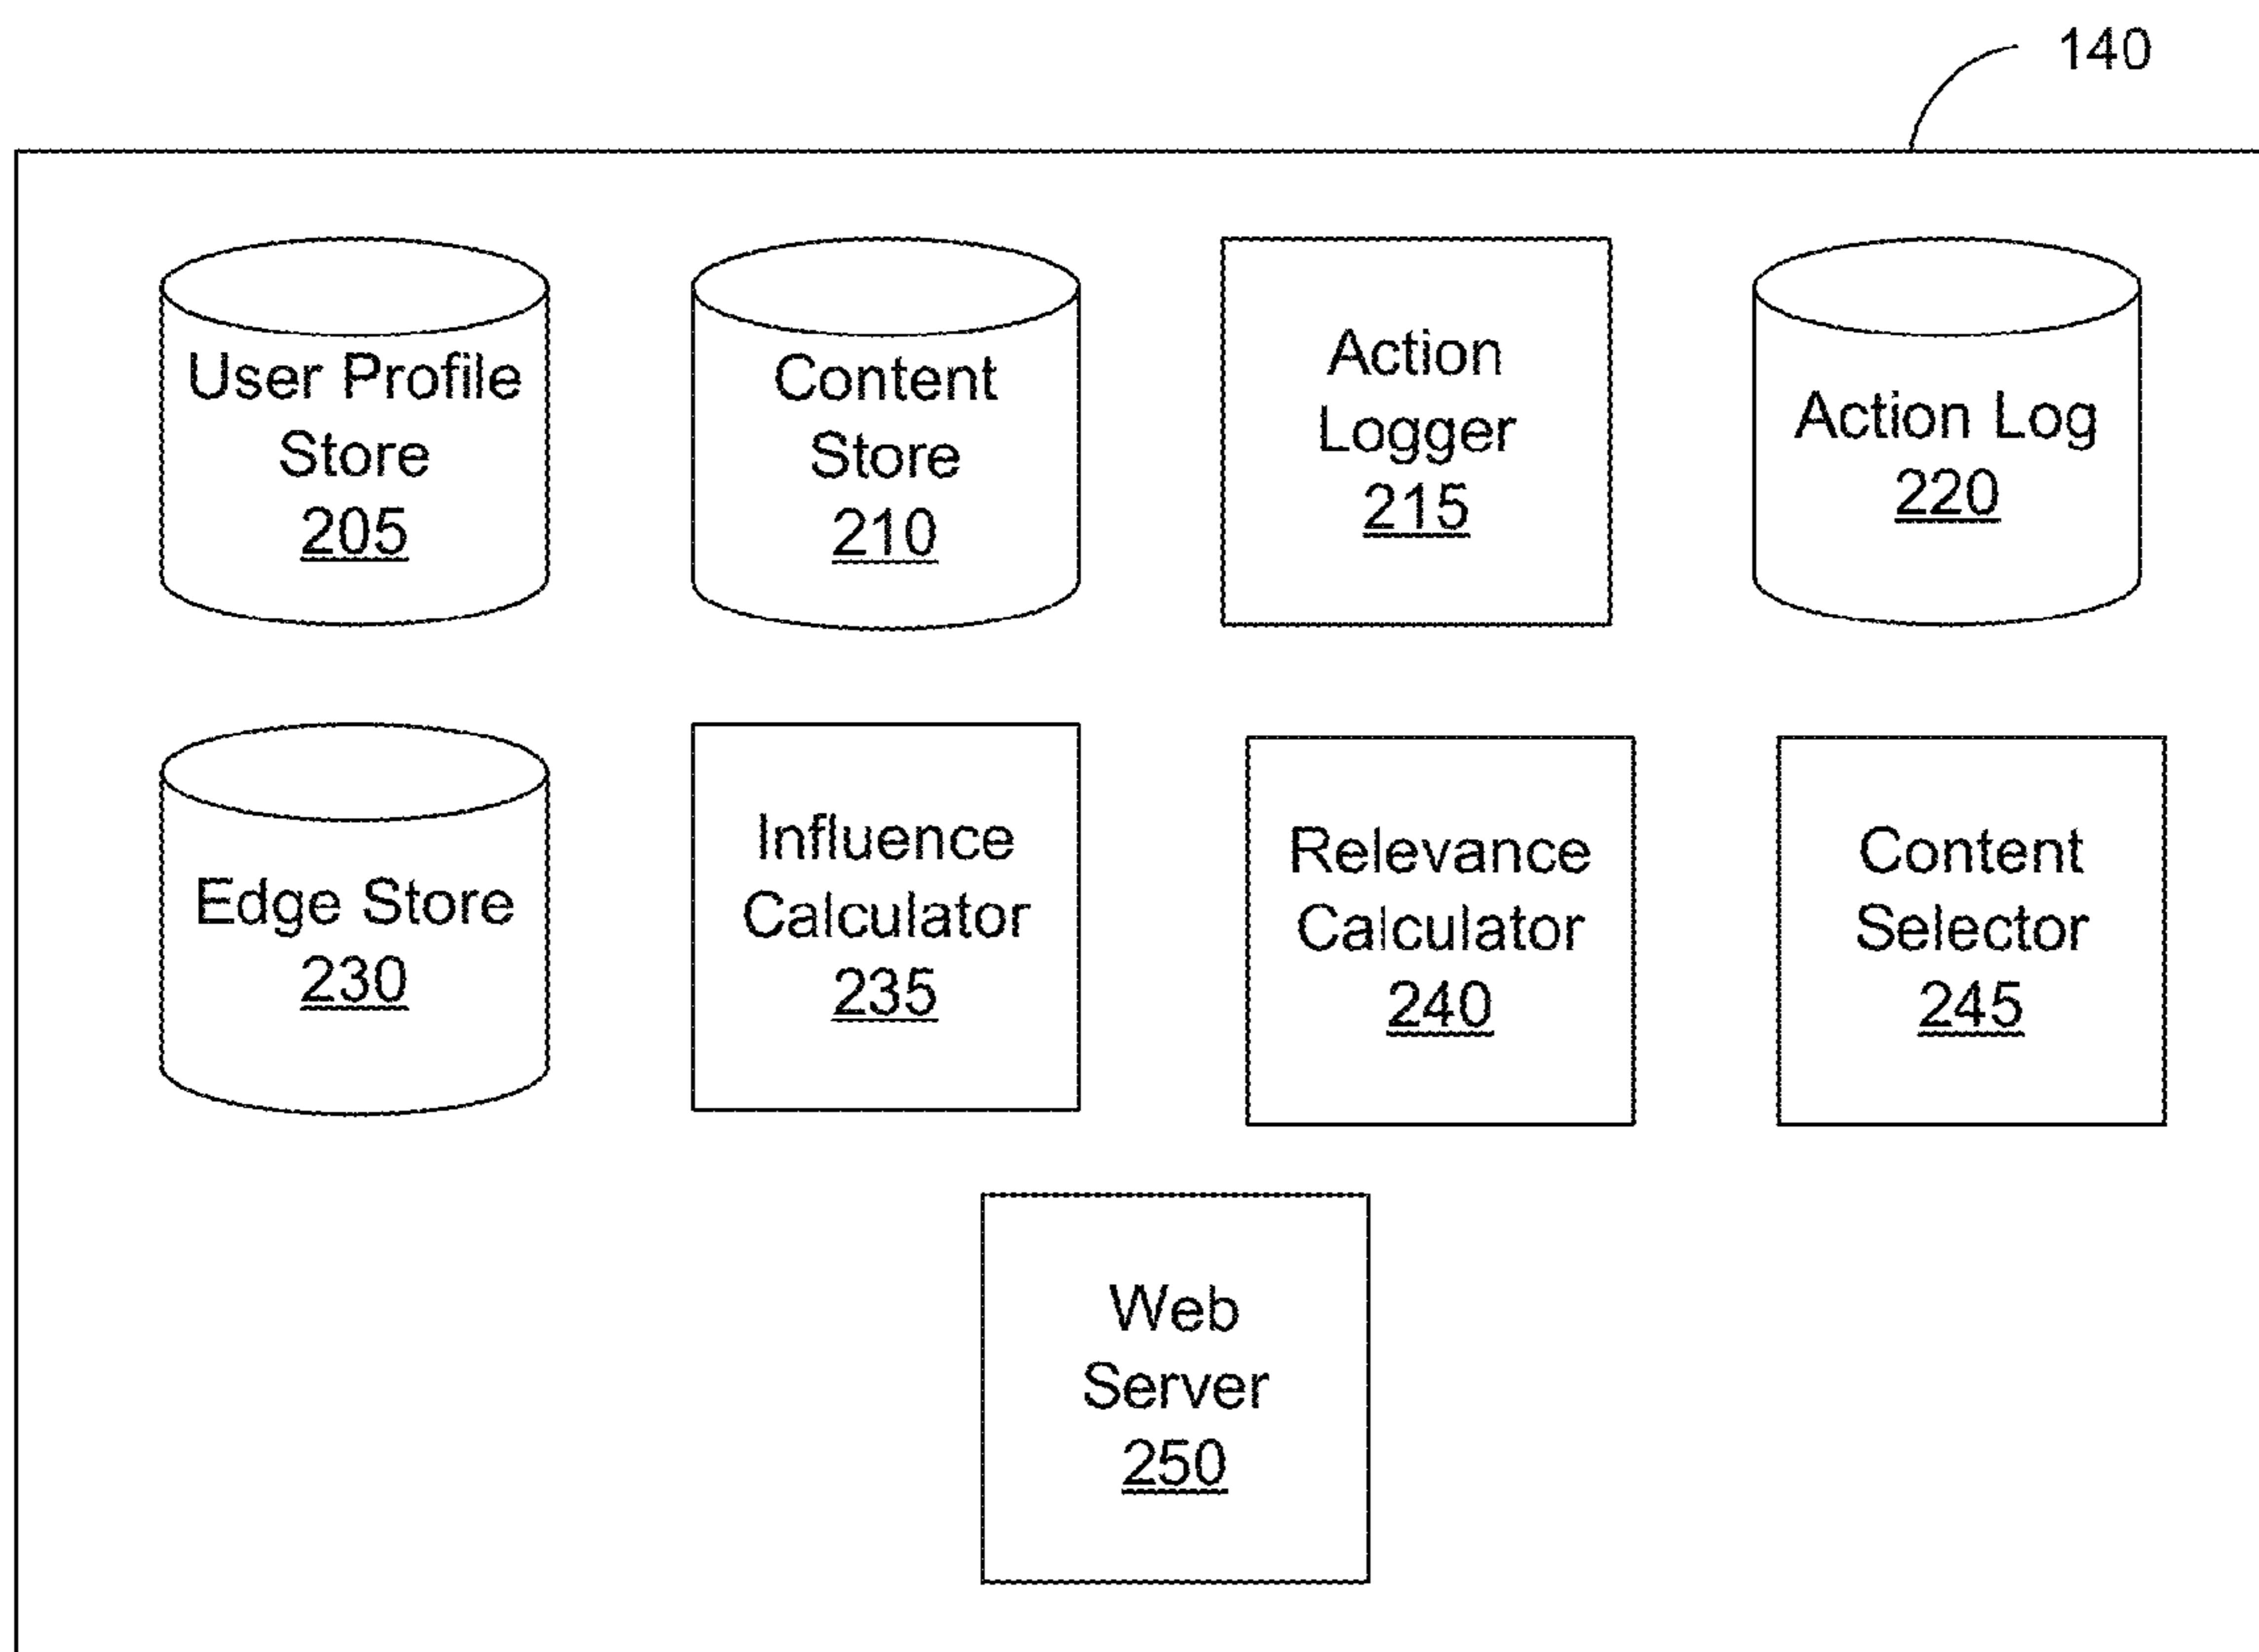 140
User Profile
Store
205
Content
Store
210
Action
Logger
215
Action Log
220
Edge Store
230
Influence
Calculator
235
Relevance
Calculator
240
Content
Selector
245
Web
Server
250